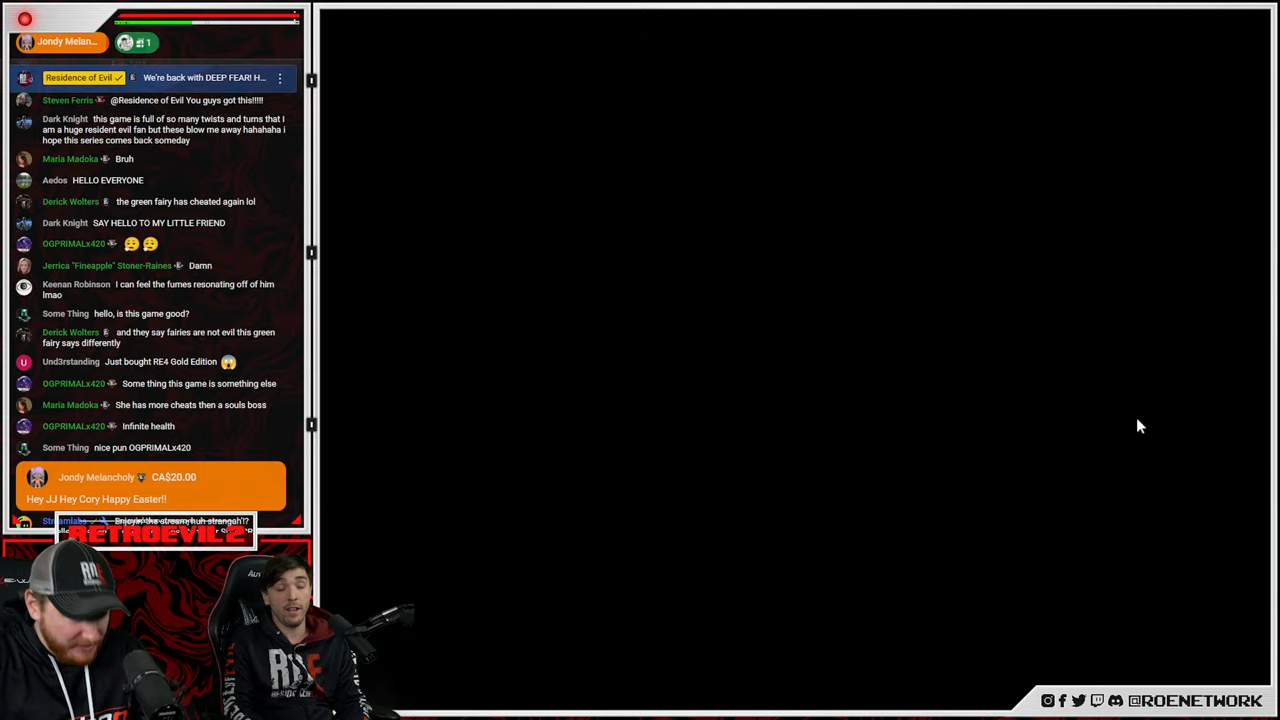 Jondy Melan...
1
Residence of Evil We're back with DEEP FEAR! H...
Steven Ferris @Residence of Evil You guys got this!!!!!
Dark Knight this game is full of so many twists and turns that I
am a huge resident evil fan but these blow me away hahahaha i
hope this series comes back someday
Maria Madoka Bruh
Aedos HELLO EVERYONE
Derick Wolters the green fairy has cheated again lol
Dark Knight SAY HELLO TO MY LITTLE FRIEND
OGPRIMALx420
Jerrica "Fineapple" Stoner-Raines Damn
Keenan Robinson I can feel the fumes resonating off of him
lmao
Some Thing hello, is this game good?
Derick Wolters and they say fairies are not evil this green
fairy says differently
U Und3rstanding Just bought RE4 Gold Edition
OGPRIMALx420 Some thing this game is something else
Maria Madoka She has more cheats then a souls boss
OGPRIMALx420 Infinite health
Some Thing nice pun OGPRIMALx420
Jondy Melancholy CA$20.00
Hey JJ Hey Cory Happy Easter!!
Streamlabs Enjoyin' the stream, huh strangah'!?
RETROEVILZ
@ROENETWORK